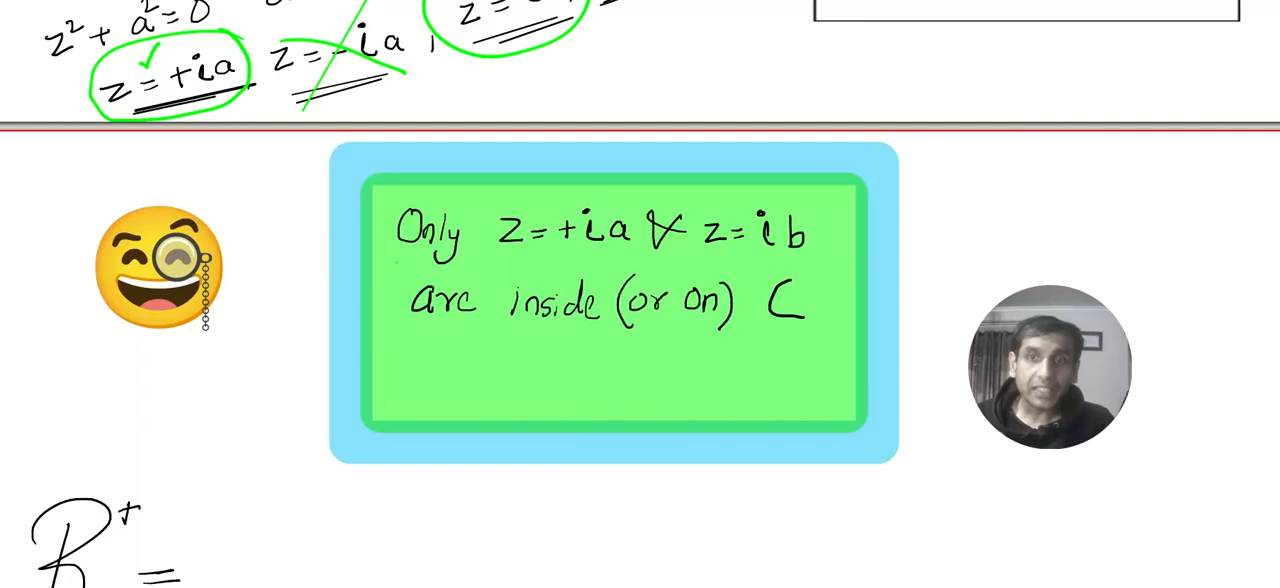 z² + a² = 0
z = +ia z = -ia , z =
Only z = +ia & z = ib
are inside (or on) C
R⁺ =